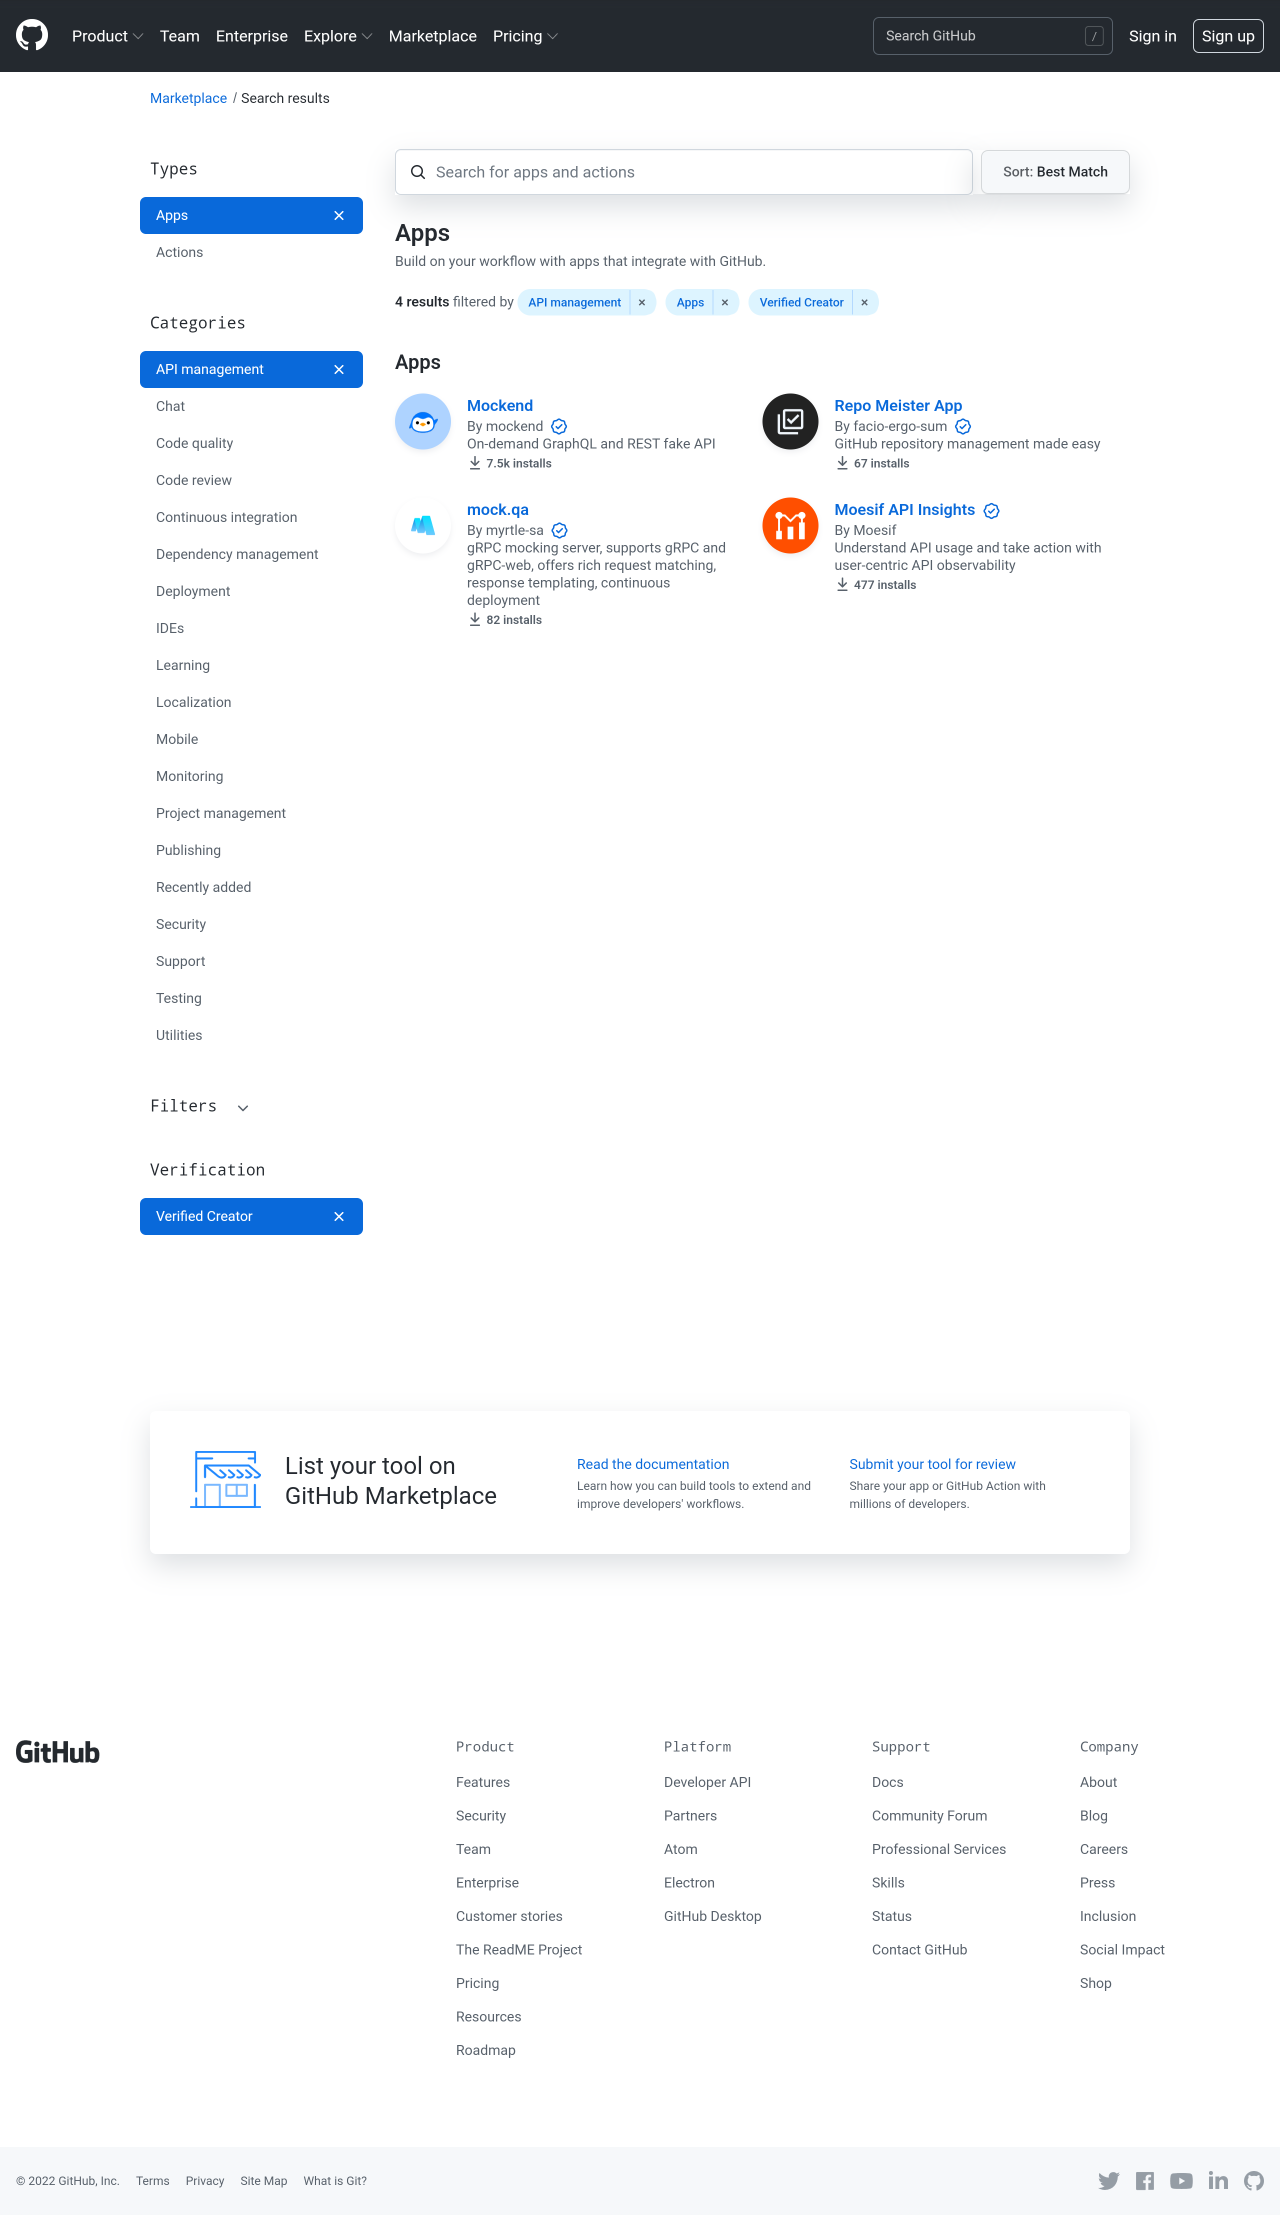 Product Team Enterprise Explore Marketplace Pricing Search GitHub / Sign in Sign up
Marketplace / Search results
Types
Apps
Actions
Categories
API management
Chat
Code quality
Code review
Continuous integration
Dependency management
Deployment
IDEs
Learning
Localization
Mobile
Monitoring
Project management
Publishing
Recently added
Security
Support
Testing
Utilities
Filters
Verification
Verified Creator
Search for apps and actions Sort: Best Match
Apps
Build on your workflow with apps that integrate with GitHub.
4 results filtered by API management × Apps × Verified Creator ×
Apps
Mockend
By mockend
On-demand GraphQL and REST fake API
7.5k installs
Repo Meister App
By facio-ergo-sum
GitHub repository management made easy
67 installs
mock.qa
By myrtle-sa
gRPC mocking server, supports gRPC and
gRPC-web, offers rich request matching,
response templating, continuous
deployment
82 installs
Moesif API Insights
By Moesif
Understand API usage and take action with
user-centric API observability
477 installs
List your tool on
GitHub Marketplace
Read the documentation
Learn how you can build tools to extend and
improve developers' workflows.
Submit your tool for review
Share your app or GitHub Action with
millions of developers.
GitHub
Product
Features
Security
Team
Enterprise
Customer stories
The ReadME Project
Pricing
Resources
Roadmap
Platform
Developer API
Partners
Atom
Electron
GitHub Desktop
Support
Docs
Community Forum
Professional Services
Skills
Status
Contact GitHub
Company
About
Blog
Careers
Press
Inclusion
Social Impact
Shop
© 2022 GitHub, Inc. Terms Privacy Site Map What is Git?